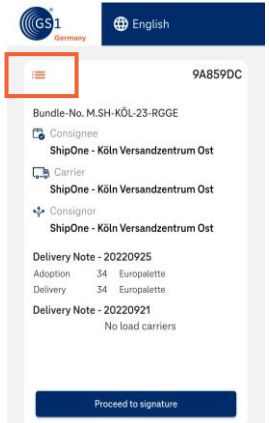 GS1
Germany
English
9A859DC
Bundle-No. M.SH-KÖL-23-RGGE
Consignee
ShipOne - Köln Versandzentrum Ost
Carrier
ShipOne - Köln Versandzentrum Ost
Consignor
ShipOne - Köln Versandzentrum Ost
Delivery Note - 20220925
Adoption 34 Europalette
Delivery 34 Europalette
Delivery Note - 20220921
No load carriers
Proceed to signature